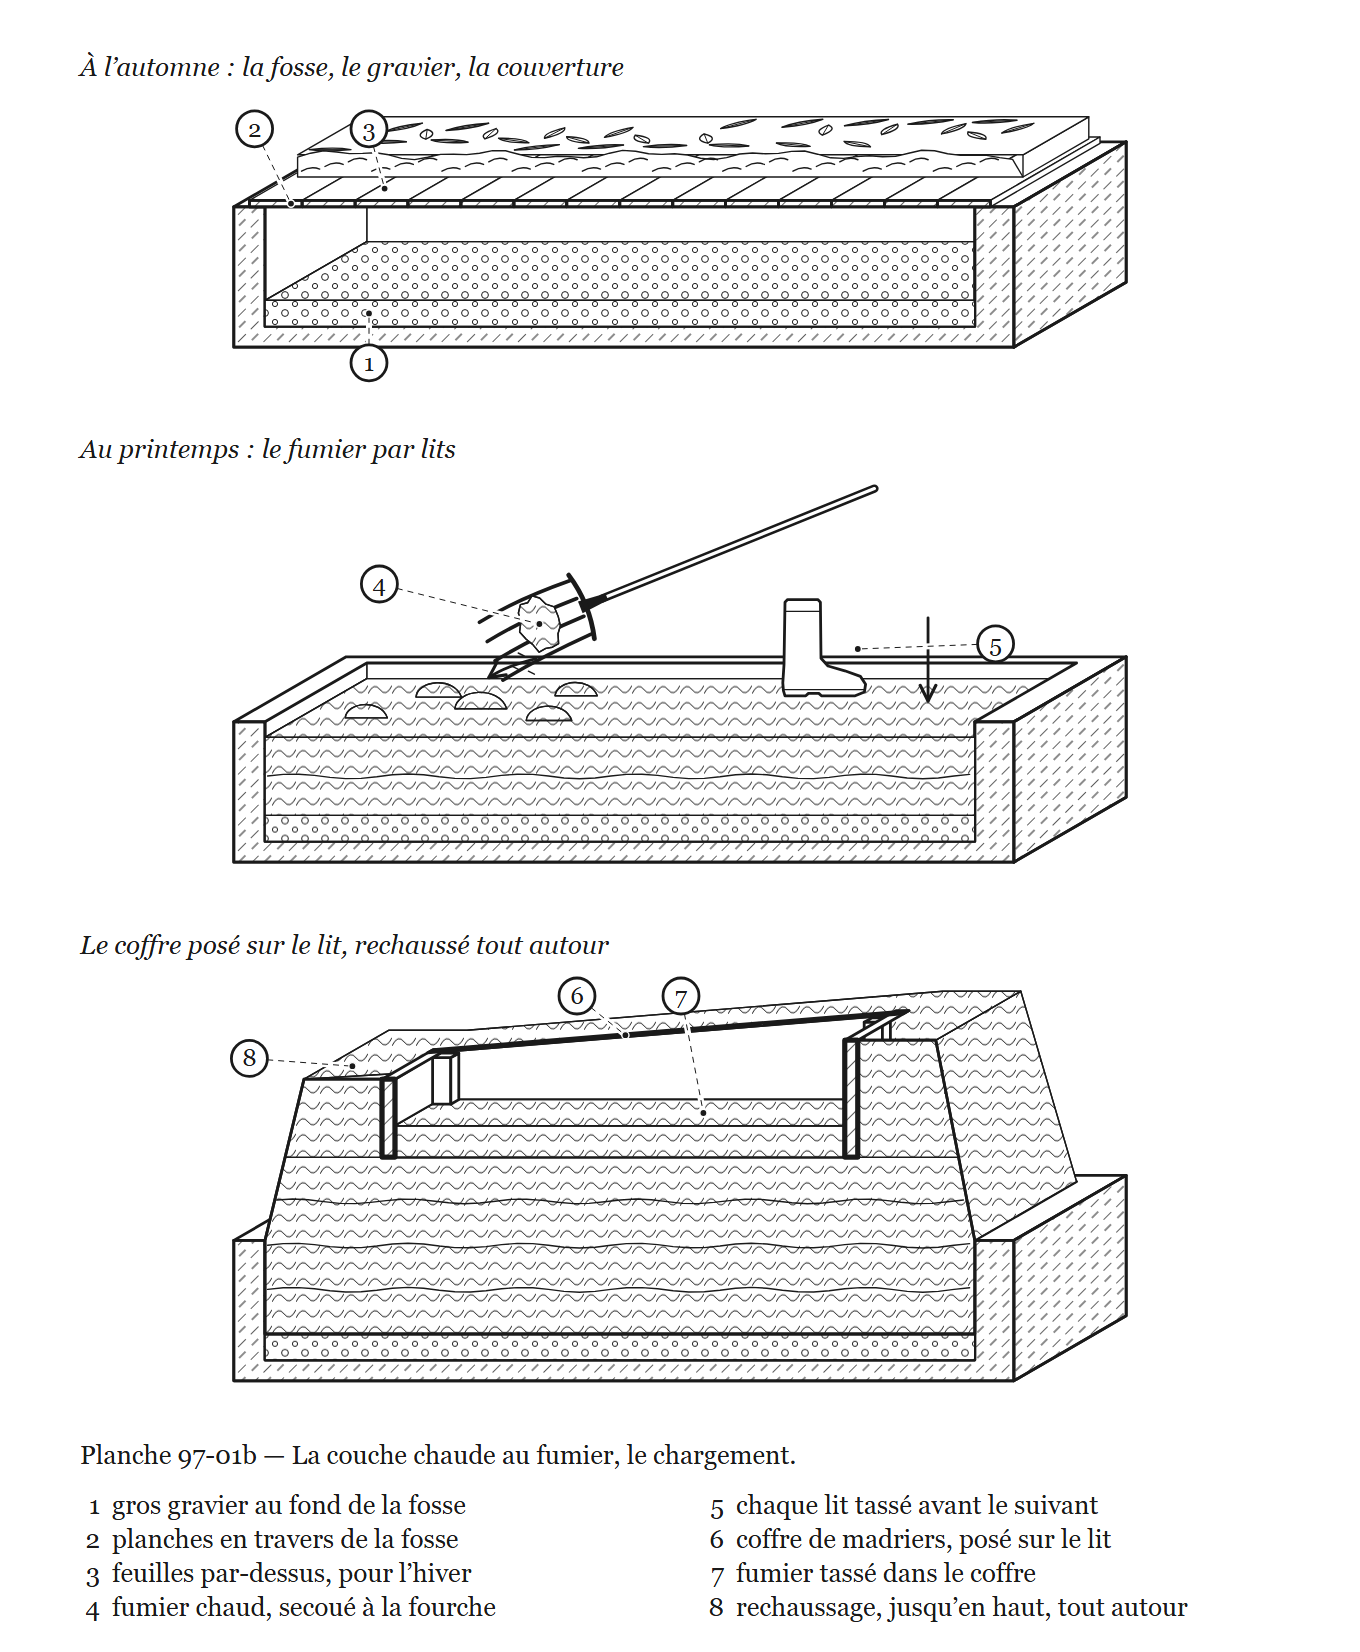 À l’automne : la fosse, le gravier, la couverture
2
3
1
Au printemps : le fumier par lits
4
5
Le coffre posé sur le lit, rechaussé tout autour
6
7
8
Planche 97-01b — La couche chaude au fumier, le chargement.
1 gros gravier au fond de la fosse
2 planches en travers de la fosse
3 feuilles par-dessus, pour l’hiver
4 fumier chaud, secoué à la fourche
5 chaque lit tassé avant le suivant
6 coffre de madriers, posé sur le lit
7 fumier tassé dans le coffre
8 rechaussage, jusqu’en haut, tout autour